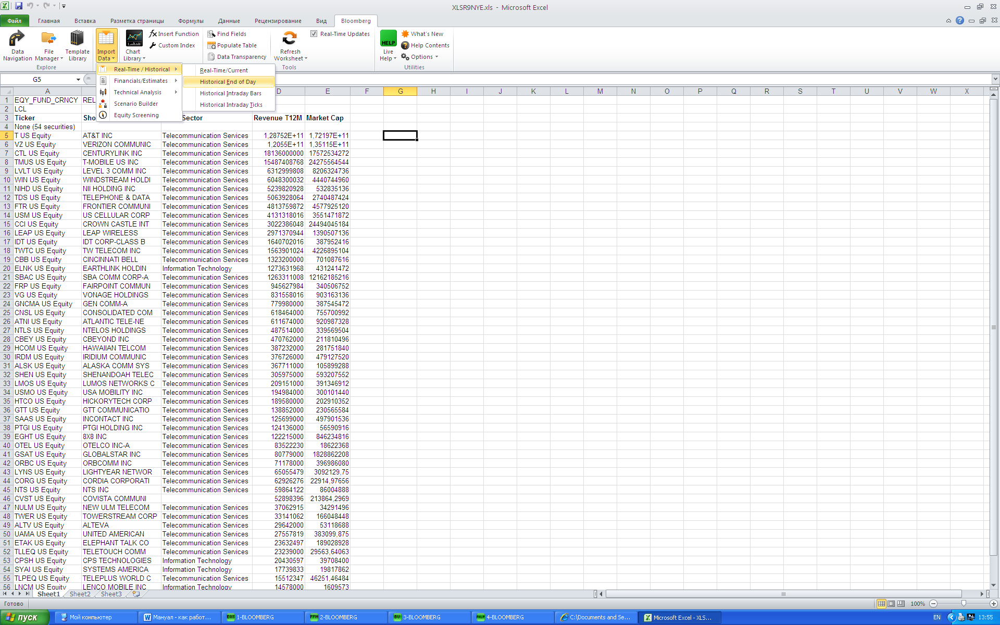 XLSR9NYE.xls - Microsoft Excel
Файл Главная Вставка Разметка страницы Формулы Данные Рецензирование Вид Bloomberg
Data Navigation
File Manager
Template Library
Explore
Import Data
Chart Library
Insert Function
Custom Index
Find Fields
Populate Table
Data Transparency
Refresh Worksheet
Real-Time Updates
Tools
HELP
Live Help
What's New
Help Contents
Options
Utilities
Real-Time / Historical
Financials/Estimates
Technical Analysis
Scenario Builder
Equity Screening
Real-Time/Current
Historical End of Day
Historical Intraday Bars
Historical Intraday Ticks
G5
A D E F G H I J K L M N O P Q R S T U V W X
1 EQY_FUND_CRNCY REL
2 LCL
3 Ticker Sho Sector Revenue T12M Market Cap
4 None (54 securities)
5 T US Equity AT&T INC Telecommunication Services 1,28752E+11 1,72197E+11
6 VZ US Equity VERIZON COMMUNIC Telecommunication Services 1,2055E+11 1,35115E+11
7 CTL US Equity CENTURYLINK INC Telecommunication Services 18136000000 17572534272
8 TMUS US Equity T-MOBILE US INC Telecommunication Services 15487408768 24275564544
9 LVLT US Equity LEVEL 3 COMM INC Telecommunication Services 6312999808 8206324736
10 WIN US Equity WINDSTREAM HOLDI Telecommunication Services 6048300032 4440744960
11 NIHD US Equity NII HOLDING INC Telecommunication Services 5239820928 532835136
12 TDS US Equity TELEPHONE & DATA Telecommunication Services 5063928064 2740487424
13 FTR US Equity FRONTIER COMMUNI Telecommunication Services 4813759872 4577925120
14 USM US Equity US CELLULAR CORP Telecommunication Services 4131318016 3551471872
15 CCI US Equity CROWN CASTLE INT Telecommunication Services 3022386048 24494045184
16 LEAP US Equity LEAP WIRELESS Telecommunication Services 2971370944 1390507136
17 IDT US Equity IDT CORP-CLASS B Telecommunication Services 1640702016 387952416
18 TWTC US Equity TW TELECOM INC Telecommunication Services 1563901024 4226895104
19 CBB US Equity CINCINNATI BELL Telecommunication Services 1323200000 701087616
20 ELNK US Equity EARTHLINK HOLDIN Information Technology 1273631968 431241472
21 SBAC US Equity SBA COMM CORP-A Telecommunication Services 1263311008 12162185216
22 FRP US Equity FAIRPOINT COMMUN Telecommunication Services 945627984 340506752
23 VG US Equity VONAGE HOLDINGS Telecommunication Services 831558016 903163136
24 GNCMA US Equity GEN COMM-A Telecommunication Services 779980000 387545472
25 CNSL US Equity CONSOLIDATED COM Telecommunication Services 618464000 755700992
26 ATNI US Equity ATLANTIC TELE-NE Telecommunication Services 611674000 920987328
27 NTLS US Equity NTELOS HOLDINGS Telecommunication Services 487514000 339569504
28 CBEY US Equity CBEYOND INC Telecommunication Services 470762000 211810496
29 HCOM US Equity HAWAIIAN TELCOM Telecommunication Services 387232000 281751840
30 IRDM US Equity IRIDIUM COMMUNIC Telecommunication Services 376726000 479127520
31 ALSK US Equity ALASKA COMM SYS Telecommunication Services 367711000 105899288
32 SHEN US Equity SHENANDOAH TELEC Telecommunication Services 305975000 593207552
33 LMOS US Equity LUMOS NETWORKS C Telecommunication Services 209151000 391346912
34 USMO US Equity USA MOBILITY INC Telecommunication Services 194984000 300101440
35 HTCO US Equity HICKORYTECH CORP Telecommunication Services 189580000 202910352
36 GTT US Equity GTT COMMUNICATIO Telecommunication Services 138852000 230565584
37 SAAS US Equity INCONTACT INC Telecommunication Services 125699000 497901536
38 PTGI US Equity PTGI HOLDING INC Telecommunication Services 124136000 56590916
39 EGHT US Equity 8X8 INC Telecommunication Services 122215000 846234816
40 OTEL US Equity OTELCO INC-A Telecommunication Services 83522230 18622368
41 GSAT US Equity GLOBALSTAR INC Telecommunication Services 80779000 1828862208
42 ORBC US Equity ORBCOMM INC Telecommunication Services 71178000 396986080
43 LYNS US Equity LIGHTYEAR NETWOR Telecommunication Services 65055479 3092129,75
44 CORG US Equity CORDIA CORPORATI Telecommunication Services 62926276 22914,97656
45 NTS US Equity NTS INC Telecommunication Services 59864122 86004888
46 CVST US Equity COVISTA COMMUNI 52898396 213864,2969
47 NULM US Equity NEW ULM TELECOM Telecommunication Services 37062915 34291496
48 TWER US Equity TOWERSTREAM CORP Telecommunication Services 33141062 166048448
49 ALTV US Equity ALTEVA Telecommunication Services 29642000 53118688
50 UAMA US Equity UNITED AMERICAN Telecommunication Services 27557819 383099,875
51 ETAK US Equity ELEPHANT TALK CO Telecommunication Services 23632497 189028928
52 TLLEQ US Equity TELETOUCH COMM Telecommunication Services 23239000 29563,64063
53 CPSH US Equity CPS TECHNOLOGIES Information Technology 20430597 39708400
54 SYAI US Equity SYSTEMS AMERICA Information Technology 17739833 19817862
55 TLPEQ US Equity TELEPLUS WORLD C Telecommunication Services 15512347 46251,46484
56 LNCM US Equity LENCO MOBILE INC Information Technology 14578000 1609573
Sheet1 Sheet2 Sheet3
Готово 100%
пуск Мой компьютер Мануал - как работ... 1-BLOOMBERG 2-BLOOMBERG 3-BLOOMBERG 4-BLOOMBERG C:\Documents and Se... Microsoft Excel - XLS... EN 13:55